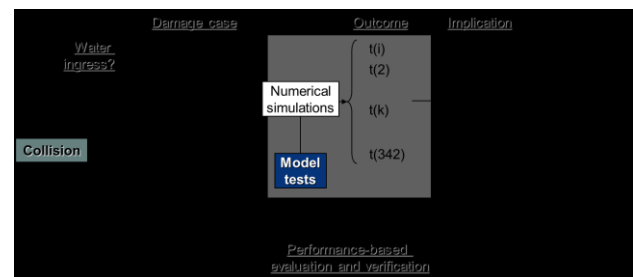 Damage case
Outcome
Implication
Water
ingress?
t(i)
t(2)
Numerical
simulations
t(k)
Collision
Model
tests
t(342)
Performance-based
evaluation and verification